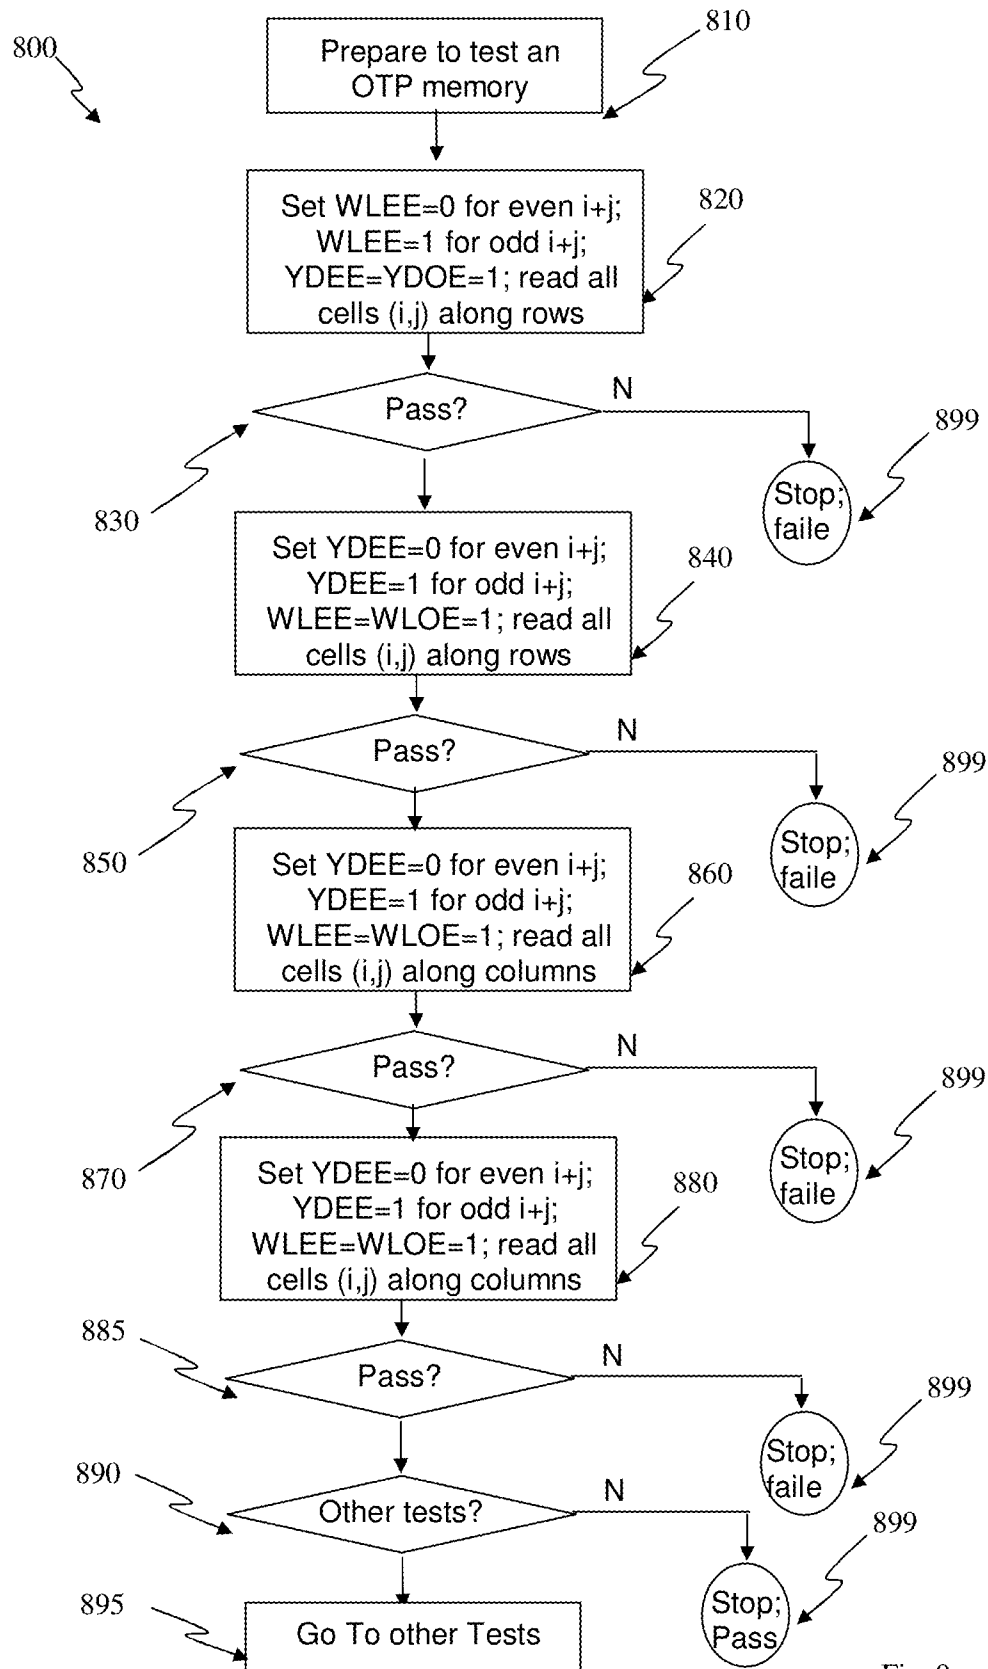 800
810
Prepare to test an
OTP memory
820
Set WLEE=0 for even i+j;
WLEE=1 for odd i+j;
YDEE=YDOE=1; read all
cells (i,j) along rows
Pass?
N
830
899
Stop;
faile
840
Set YDEE=0 for even i+j;
YDEE=1 for odd i+j;
WLEE=WLOE=1; read all
cells (i,j) along rows
Pass?
N
850
899
Stop;
faile
860
Set YDEE=0 for even i+j;
YDEE=1 for odd i+j;
WLEE=WLOE=1; read all
cells (i,j) along columns
Pass?
N
870
899
Stop;
faile
880
Set YDEE=0 for even i+j;
YDEE=1 for odd i+j;
WLEE=WLOE=1; read all
cells (i,j) along columns
885
Pass?
N
899
Stop;
faile
890
Other tests?
N
899
Stop;
Pass
895
Go To other Tests